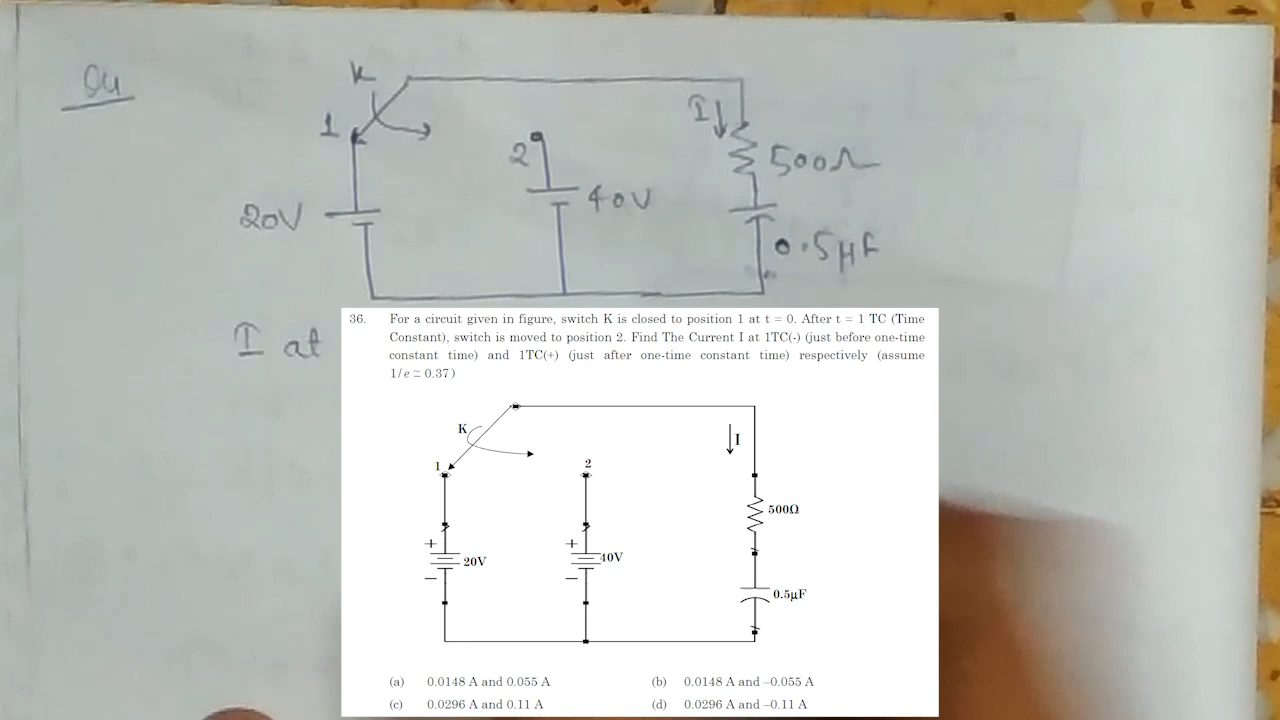 Q4
K
1
2
I
500Ω
20V
40V
0.5μF
I at
36. For a circuit given in figure, switch K is closed to position 1 at t = 0. After t = 1 TC (Time
Constant), switch is moved to position 2. Find The Current I at 1TC(-) (just before one-time
constant time) and 1TC(+) (just after one-time constant time) respectively (assume
1/e ≃ 0.37)
K
I
1
2
500Ω
+ +
20V
40V
– –
0.5μF
(a) 0.0148 A and 0.055 A (b) 0.0148 A and –0.055 A
(c) 0.0296 A and 0.11 A (d) 0.0296 A and –0.11 A